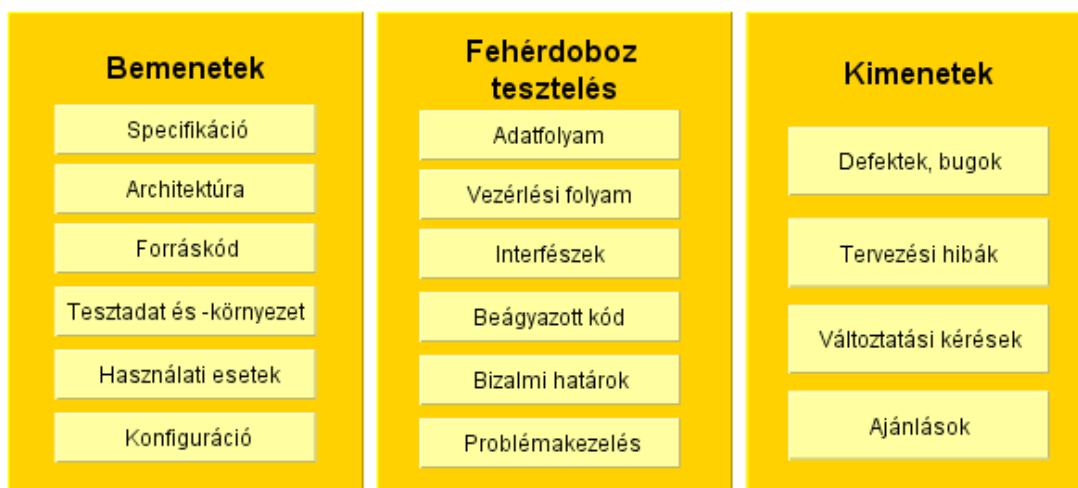 Bemenetek
Specifikáció
Architektúra
Forráskód
Tesztadat és -környezet
Használati esetek
Konfiguráció
Fehérdoboz
tesztelés
Adatfolyam
Vezérlési folyam
Interfészek
Beágyazott kód
Bizalmi határok
Problémakezelés
Kimenetek
Defektek, bugok
Tervezési hibák
Változtatási kérések
Ajánlások